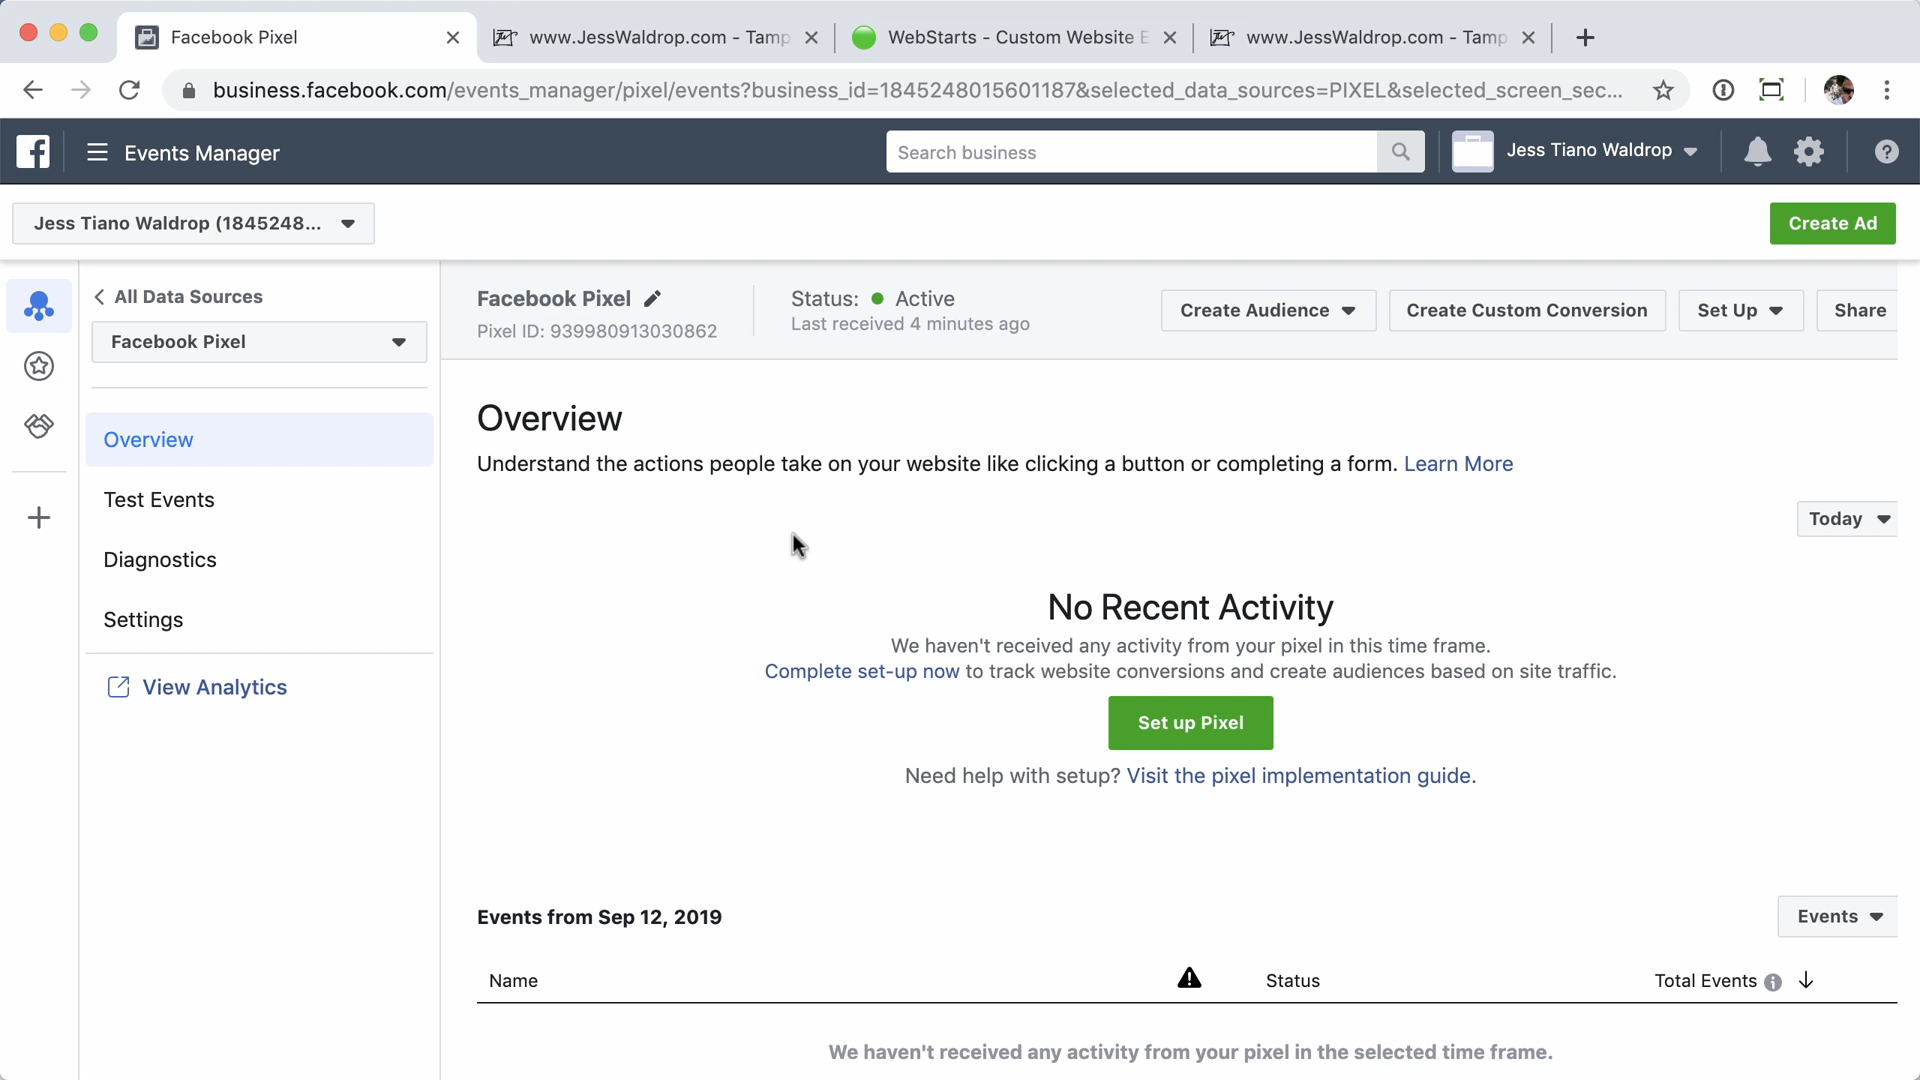 Facebook Pixel
www.JessWaldrop.com - Tamp
WebStarts - Custom Website E
www.JessWaldrop.com - Tamp
business.facebook.com/events_manager/pixel/events?business_id=1845248015601187&selected_data_sources=PIXEL&selected_screen_sec...
Events Manager
Search business
Jess Tiano Waldrop
Jess Tiano Waldrop (1845248...
Create Ad
All Data Sources
Facebook Pixel
Overview
Test Events
Diagnostics
Settings
View Analytics
Facebook Pixel
Pixel ID: 939980913030862
Status: Active
Last received 4 minutes ago
Create Audience
Create Custom Conversion
Set Up
Share
Overview
Understand the actions people take on your website like clicking a button or completing a form. Learn More
Today
No Recent Activity
We haven't received any activity from your pixel in this time frame.
Complete set-up now to track website conversions and create audiences based on site traffic.
Set up Pixel
Need help with setup? Visit the pixel implementation guide.
Events from Sep 12, 2019
Events
Name
Status
Total Events
We haven't received any activity from your pixel in the selected time frame.